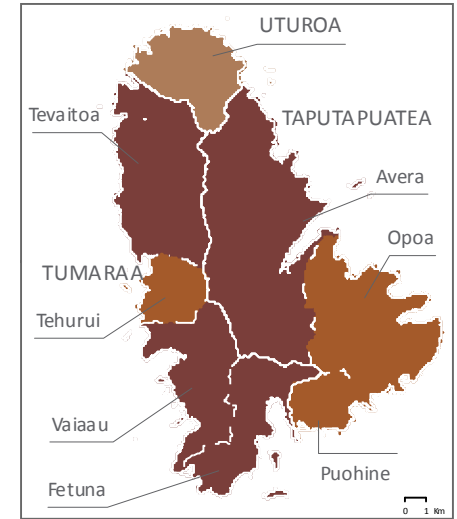 UTUROA
Tevaitoa
TAPUTAPUATEA
Avera
Opoa
TUMARAA
Tehurui
Vaiaau
Puohine
Fetuna
0 1 Km